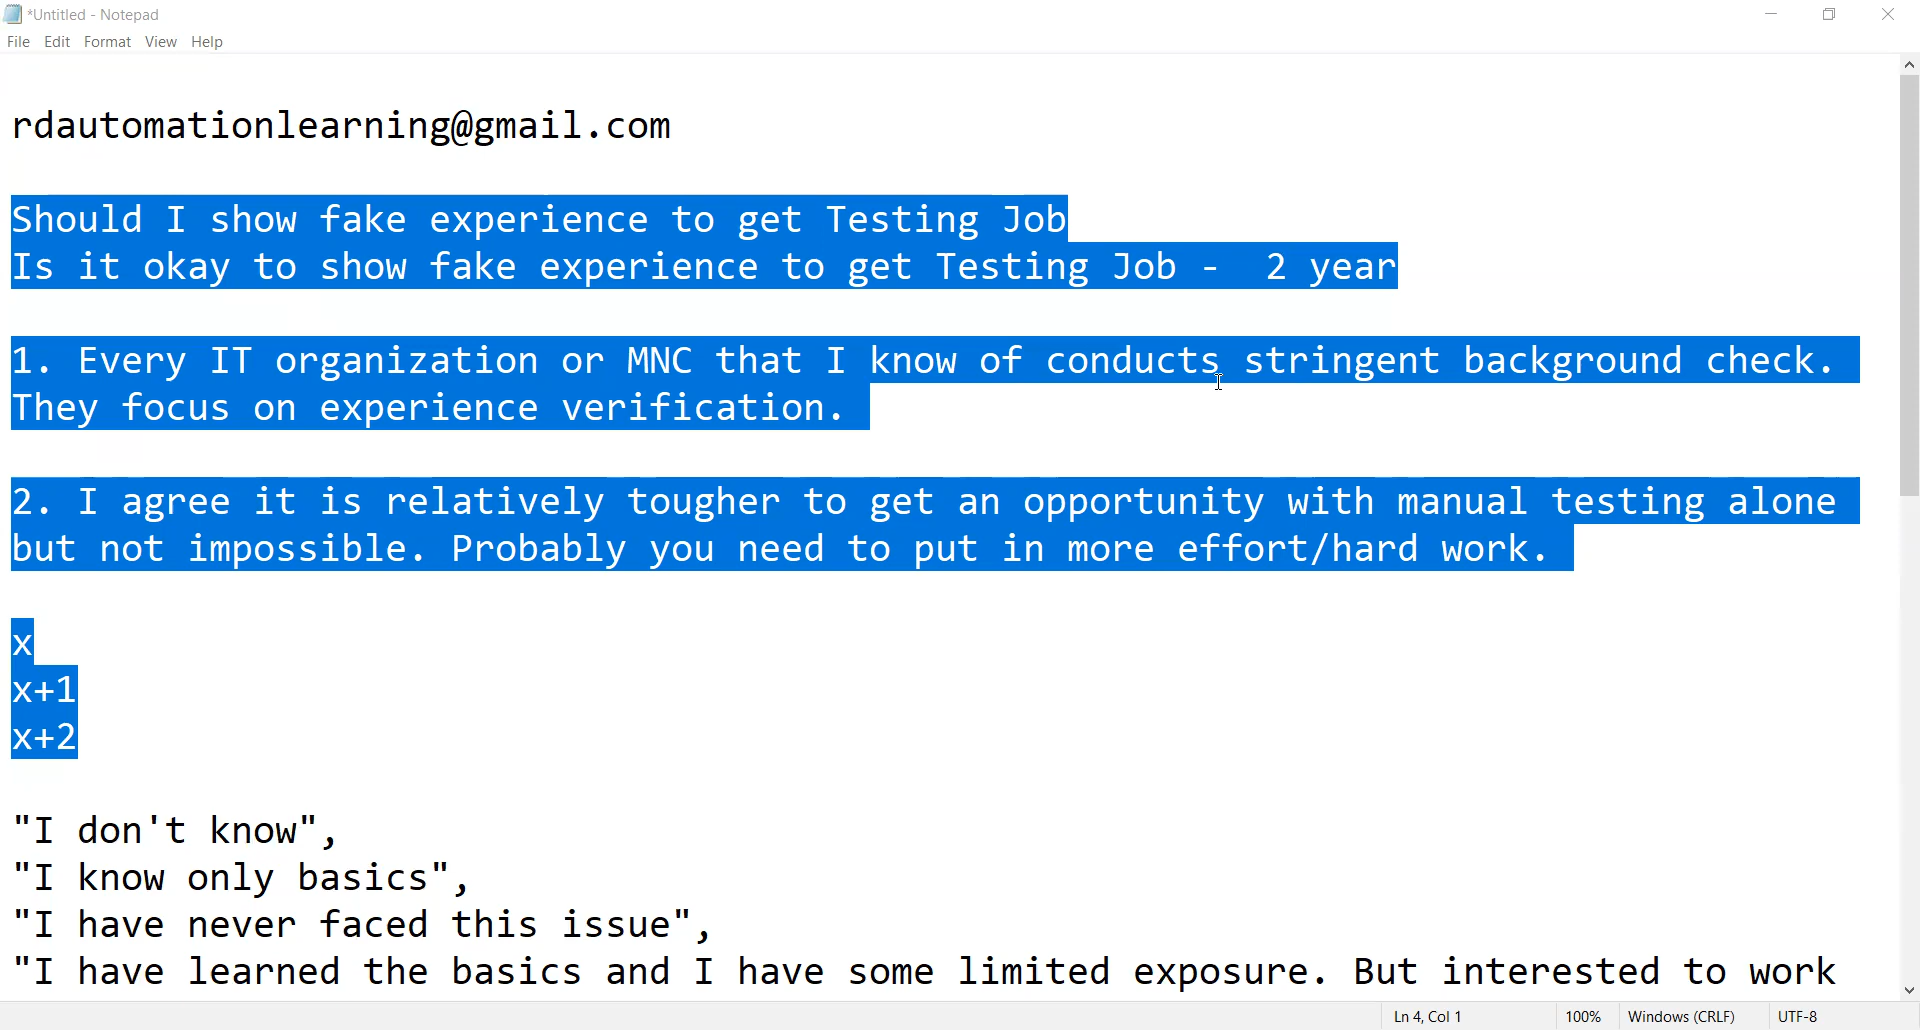 *Untitled - Notepad
File Edit Format View Help
rdautomationlearning@gmail.com
Should I show fake experience to get Testing Job
Is it okay to show fake experience to get Testing Job -  2 year
1. Every IT organization or MNC that I know of conducts stringent background check.
They focus on experience verification.
2. I agree it is relatively tougher to get an opportunity with manual testing alone
but not impossible. Probably you need to put in more effort/hard work.
x
x+1
x+2
"I don't know",
"I know only basics",
"I have never faced this issue",
"I have learned the basics and I have some limited exposure. But interested to work
Ln 4, Col 1 100% Windows (CRLF) UTF-8